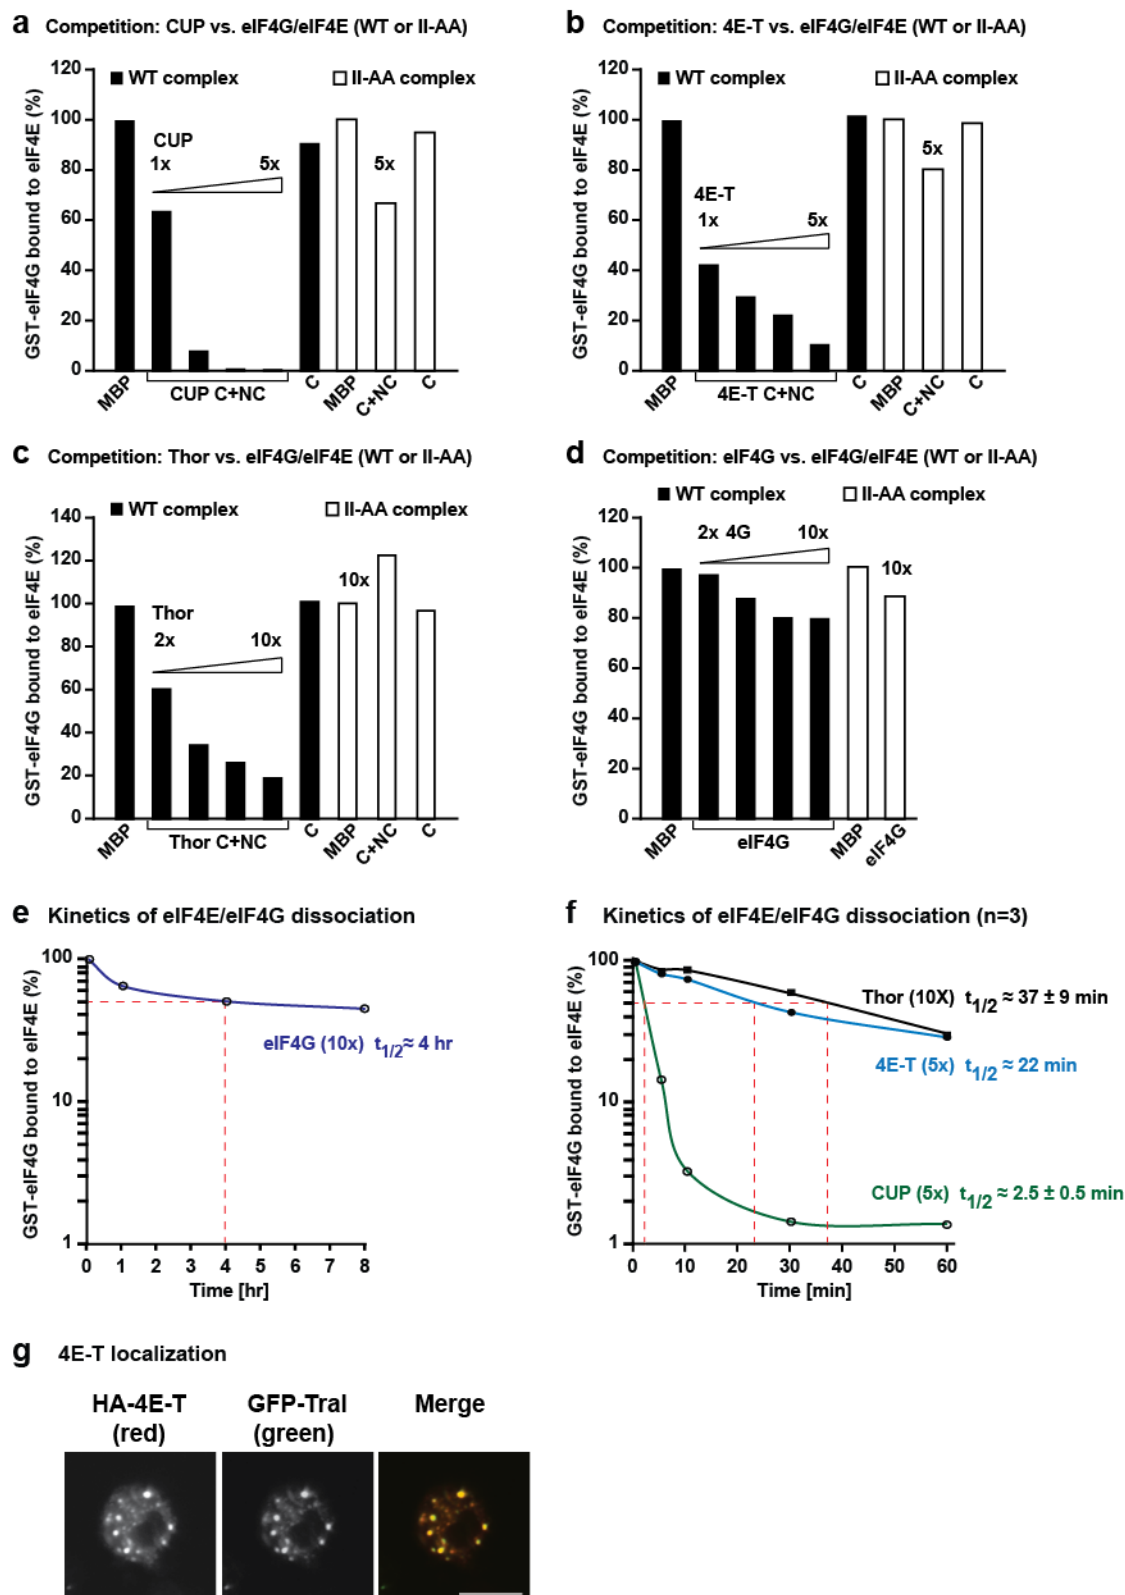 a Competition: CUP vs. eIF4G/eIF4E (WT or II-AA)
GST-eIF4G bound to eIF4E (%)
120
100
80
60
40
20
0
WT complex
II-AA complex
CUP
1x
5x
5x
MBP
CUP C+NC
C
MBP
C+NC
C
b Competition: 4E-T vs. eIF4G/eIF4E (WT or II-AA)
GST-eIF4G bound to eIF4E (%)
120
100
80
60
40
20
0
WT complex
II-AA complex
4E-T
1x
5x
5x
MBP
4E-T C+NC
C
MBP
C+NC
C
c Competition: Thor vs. eIF4G/eIF4E (WT or II-AA)
GST-eIF4G bound to eIF4E (%)
140
120
100
80
60
40
20
0
WT complex
II-AA complex
Thor
2x
10x
10x
MBP
Thor C+NC
C
MBP
C+NC
C
d Competition: eIF4G vs. eIF4G/eIF4E (WT or II-AA)
GST-eIF4G bound to eIF4E (%)
120
100
80
60
40
20
0
WT complex
II-AA complex
2x 4G
10x
10x
MBP
eIF4G
MBP
eIF4G
e Kinetics of eIF4E/eIF4G dissociation
GST-eIF4G bound to eIF4E (%)
100
10
1
eIF4G (10x) t1/2≈ 4 hr
0 1 2 3 4 5 6 7 8
Time [hr]
f Kinetics of eIF4E/eIF4G dissociation (n=3)
GST-eIF4G bound to eIF4E (%)
100
10
1
Thor (10X) t1/2 ≈ 37 ± 9 min
4E-T (5x) t1/2 ≈ 22 min
CUP (5x) t1/2 ≈ 2.5 ± 0.5 min
0 10 20 30 40 50 60
Time [min]
g 4E-T localization
HA-4E-T
(red)
GFP-Tral
(green)
Merge